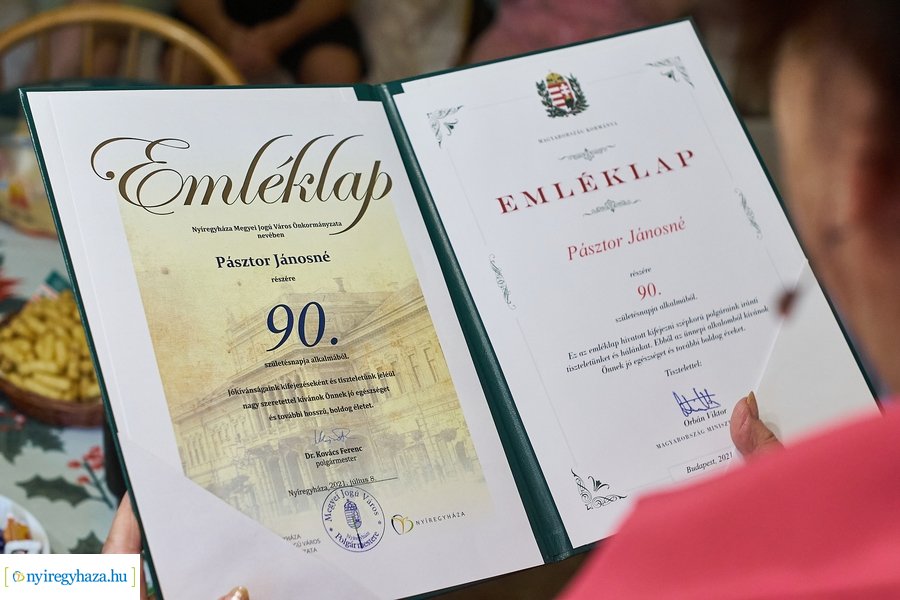 Emléklap
Nyíregyháza Megyei Jogú Város Önkormányzata
nevében
Pásztor Jánosné
részére
90.
születésnapja alkalmából.
Jókívánságaink kifejezéseként és tiszteletünk jeléül
nagy szeretettel kívánok Önnek jó egészséget
és további hosszú, boldog életet.
Dr. Kovács Ferenc
polgármester
Nyíregyháza, 2021. július 8.
Megyei Jogú Város
Polgármestere
NYÍREGYHÁZA
MAGYARORSZÁG KORMÁNYA
EMLÉKLAP
Pásztor Jánosné
részére
90.
születésnapja alkalmából.
Ez az emléklap hivatott kifejezni szépkorú polgáraink iránti
tiszteletünket és hálánkat. Ebből az ünnepi alkalomból kívánok
Önnek jó egészséget és további boldog éveket.
Tisztelettel:
Orbán Viktor
MAGYARORSZÁG MINISZT
Budapest, 2021
nyiregyhaza.hu